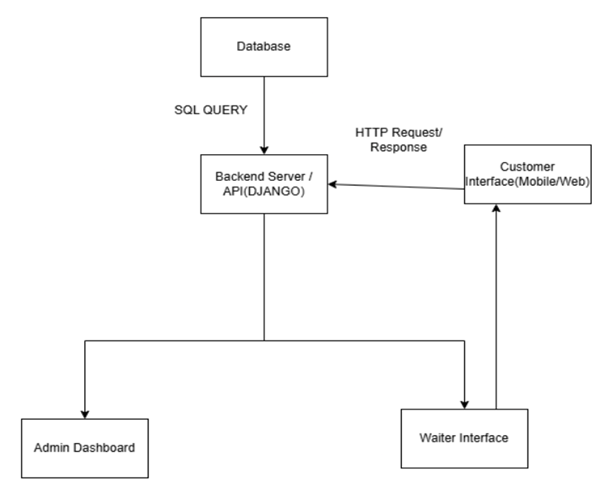 Database
SQL QUERY
HTTP Request/
Response
Backend Server /
API(DJANGO)
Customer
Interface(Mobile/Web)
Admin Dashboard
Waiter Interface